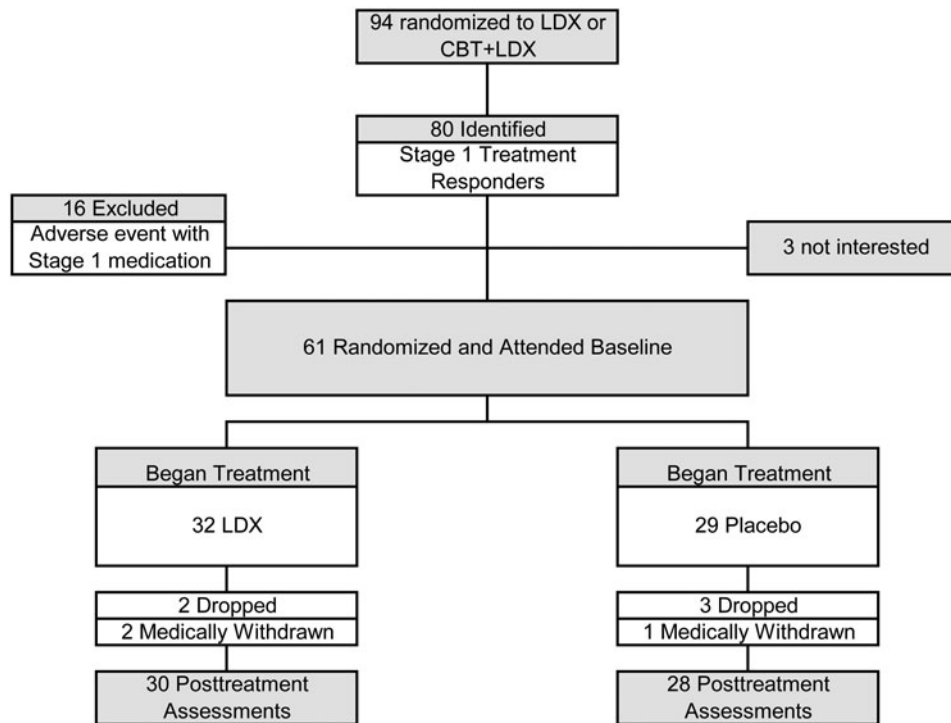 94 randomized to LDX or
CBT+LDX
80 Identified
Stage 1 Treatment
Responders
16 Excluded
Adverse event with
Stage 1 medication
3 not interested
61 Randomized and Attended Baseline
Began Treatment
32 LDX
2 Dropped
2 Medically Withdrawn
30 Posttreatment
Assessments
Began Treatment
29 Placebo
3 Dropped
1 Medically Withdrawn
28 Posttreatment
Assessments